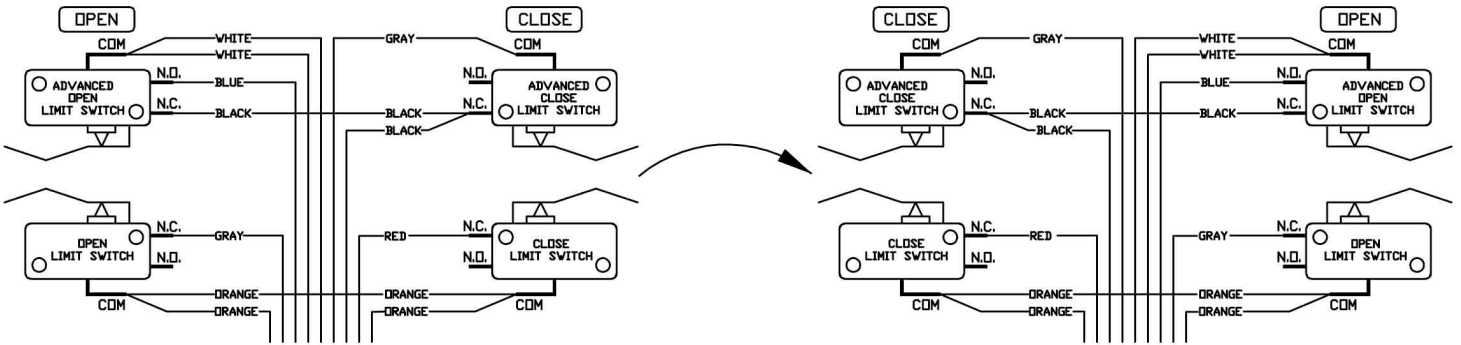 OPEN CLOSE CLOSE OPEN
COM WHITE GRAY COM COM GRAY WHITE COM
WHITE WHITE
N.O. N.O. N.O. N.O.
ADVANCED BLUE ADVANCED ADVANCED BLUE ADVANCED
OPEN CLOSE CLOSE OPEN
LIMIT SWITCH N.C. N.C. LIMIT SWITCH LIMIT SWITCH N.C. N.C. LIMIT SWITCH
BLACK BLACK BLACK BLACK
BLACK BLACK
N.C. N.C. N.C. N.C.
GRAY RED RED GRAY
OPEN CLOSE CLOSE OPEN
LIMIT SWITCH N.O. N.O. LIMIT SWITCH LIMIT SWITCH N.O. N.O. LIMIT SWITCH
ORANGE ORANGE ORANGE ORANGE
COM COM COM COM
ORANGE ORANGE ORANGE ORANGE